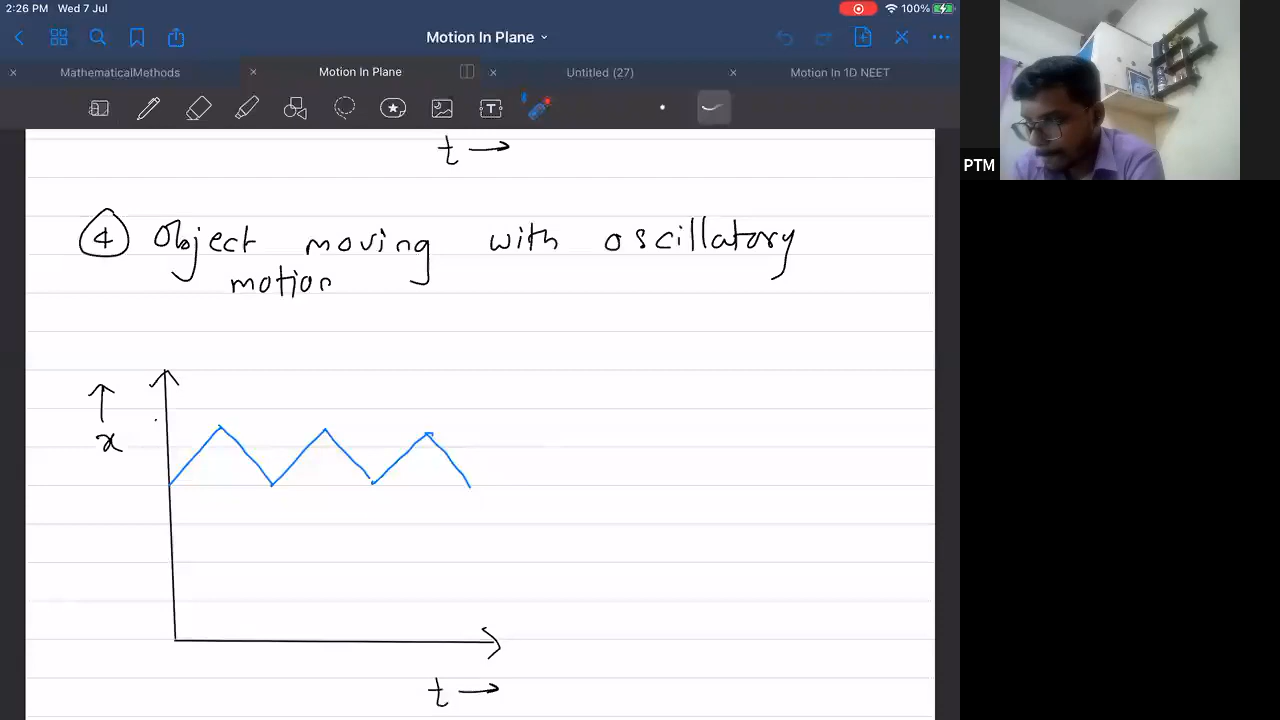 2:26 PM Wed 7 Jul
100%
Motion In Plane
MathematicalMethods
Motion In Plane
Untitled (27)
Motion In 1D NEET
T
PTM
t →
④ Object moving with oscillatory
motion
↑
x
t →